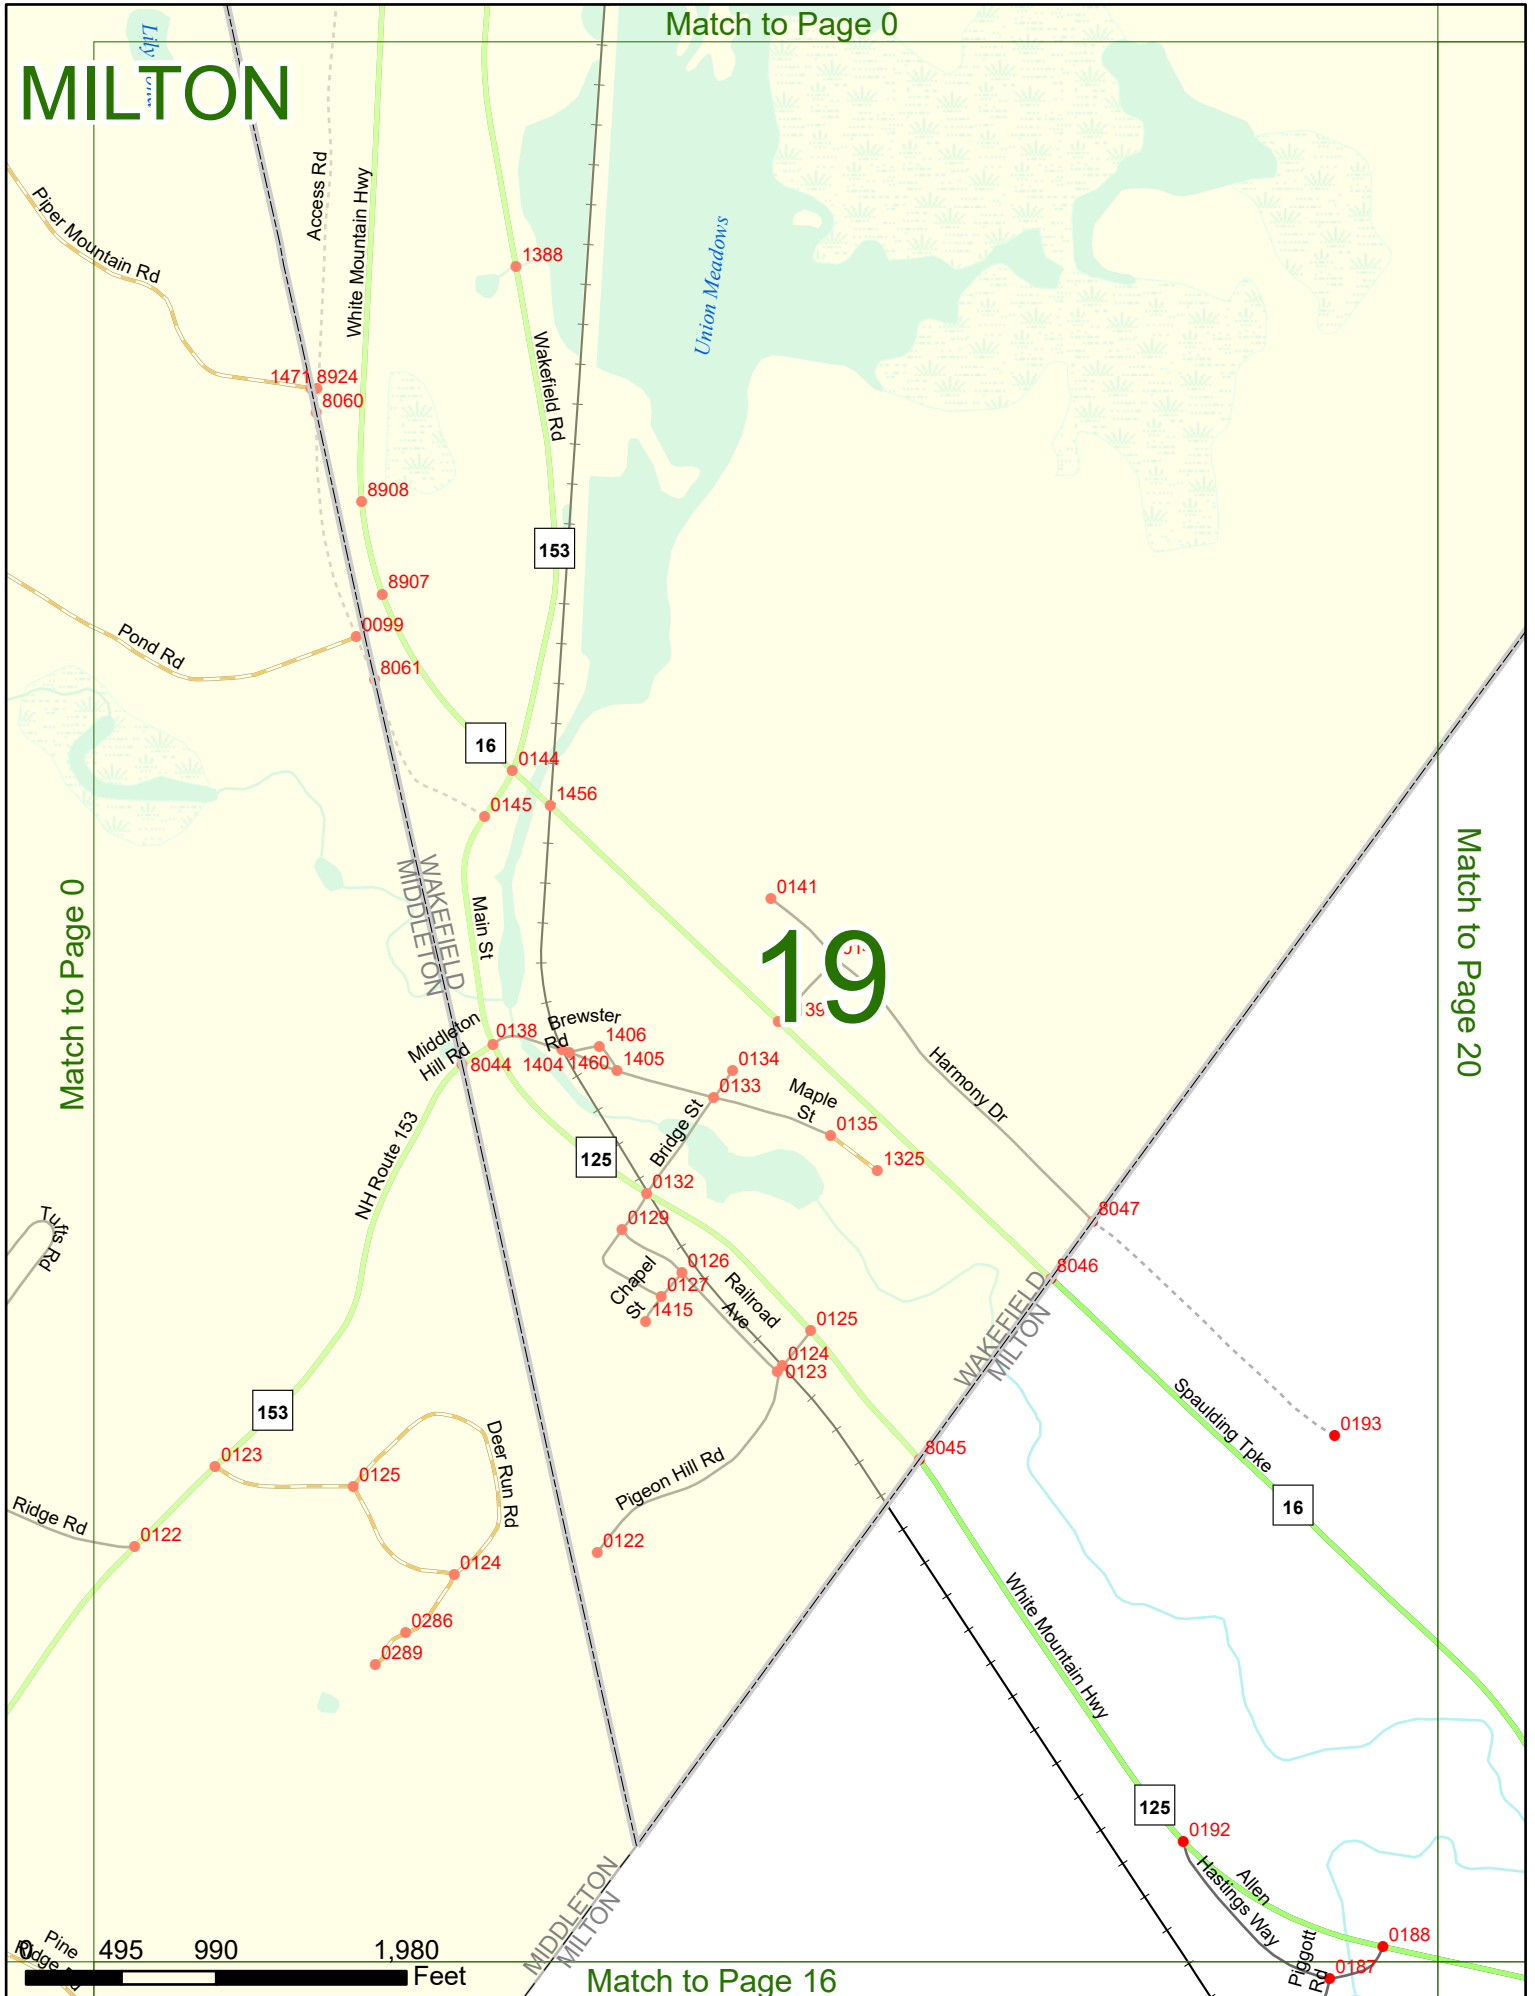 Match to Page 0
MILTON
Lily
Piper Mountain Rd
Access Rd
White Mountain Hwy
1388
Union Meadows
Wakefield Rd
1471
8924
8060
8908
153
8907
0099
Pond Rd
8061
16
0144
1456
0145
Match to Page 0
WAKEFIELD
MIDDLETON
Main St
0141
19
Match to Page 20
Middleton
Hill Rd
0138
Brewster
Rd
1406
8044
1404
1460
1405
0134
0133
Maple
St
Harmony Dr
0135
1325
Bridge St
125
NH Route 153
0132
0129
8047
Tufts
Rd
0126
8046
Chapel
St
0127
1415
Railroad
Ave
0125
WAKEFIELD
MILTON
0124
0123
Spaulding Tpke
153
0193
Deer Run Rd
0123
0125
8045
Pigeon Hill Rd
16
Ridge Rd
0122
0122
0124
White Mountain Hwy
0286
0289
125
0192
Allen
Hastings Way
MIDDLETON
MILTON
0188
Piggott
Rd
0187
Pine
Ridge Rd
0 495 990 1,980
Feet
Match to Page 16